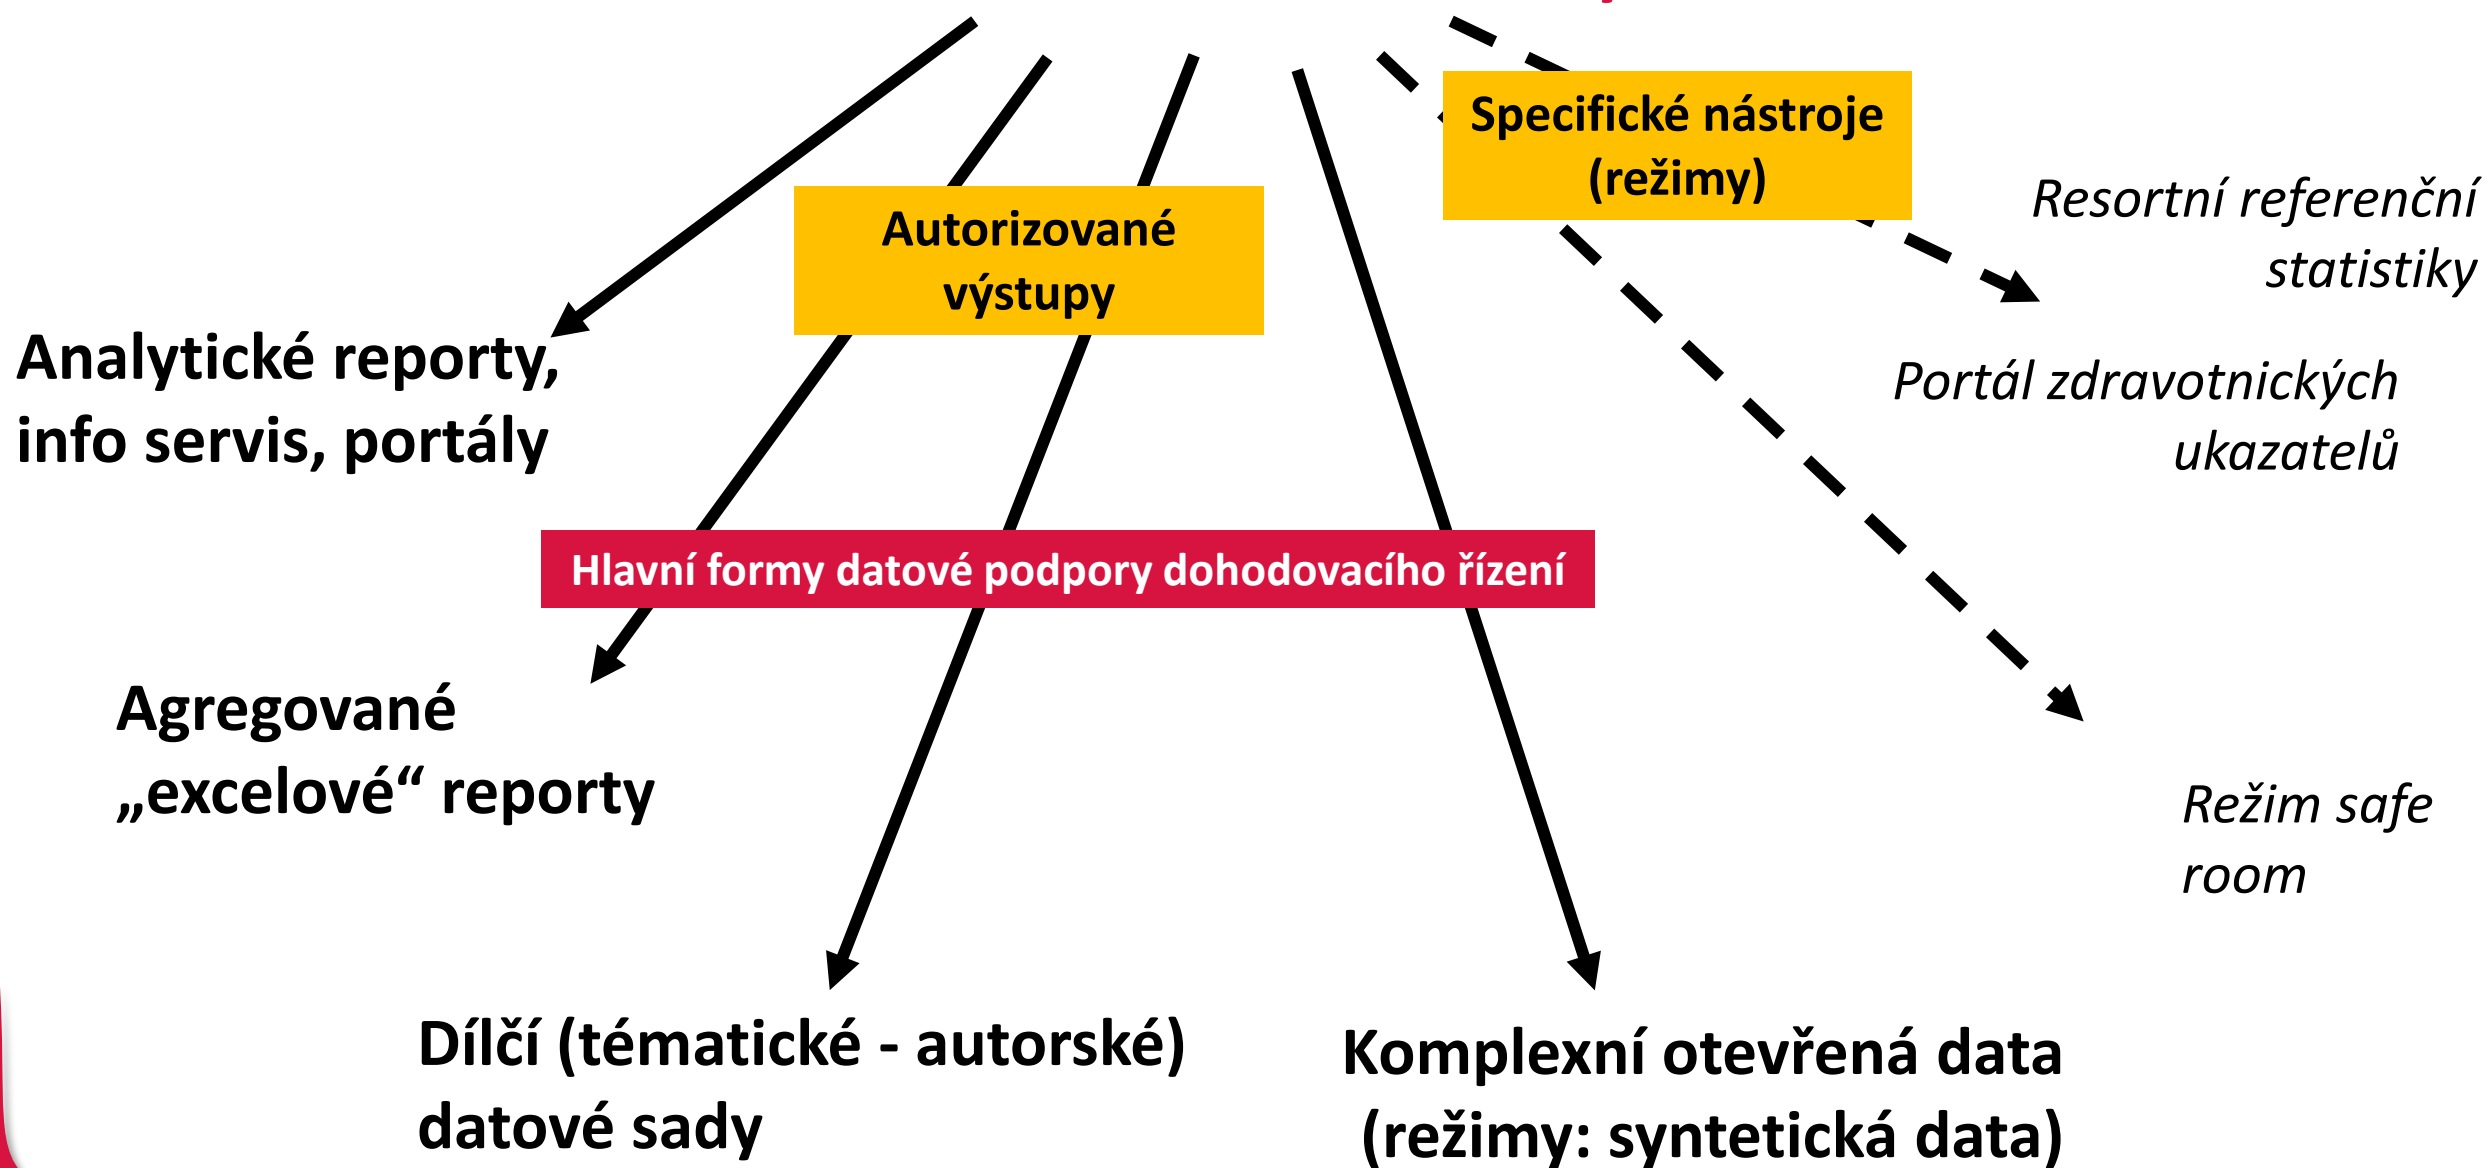 Specifické nástroje
(režimy)
Autorizované
výstupy
Resortní referenční
statistiky
Analytické reporty,
info servis, portály
Portál zdravotnických
ukazatelů
Hlavní formy datové podpory dohodovacího řízení
Agregované
„excelové“ reporty
Režim safe
room
Dílčí (tématické - autorské)
datové sady
Komplexní otevřená data
(režimy: syntetická data)